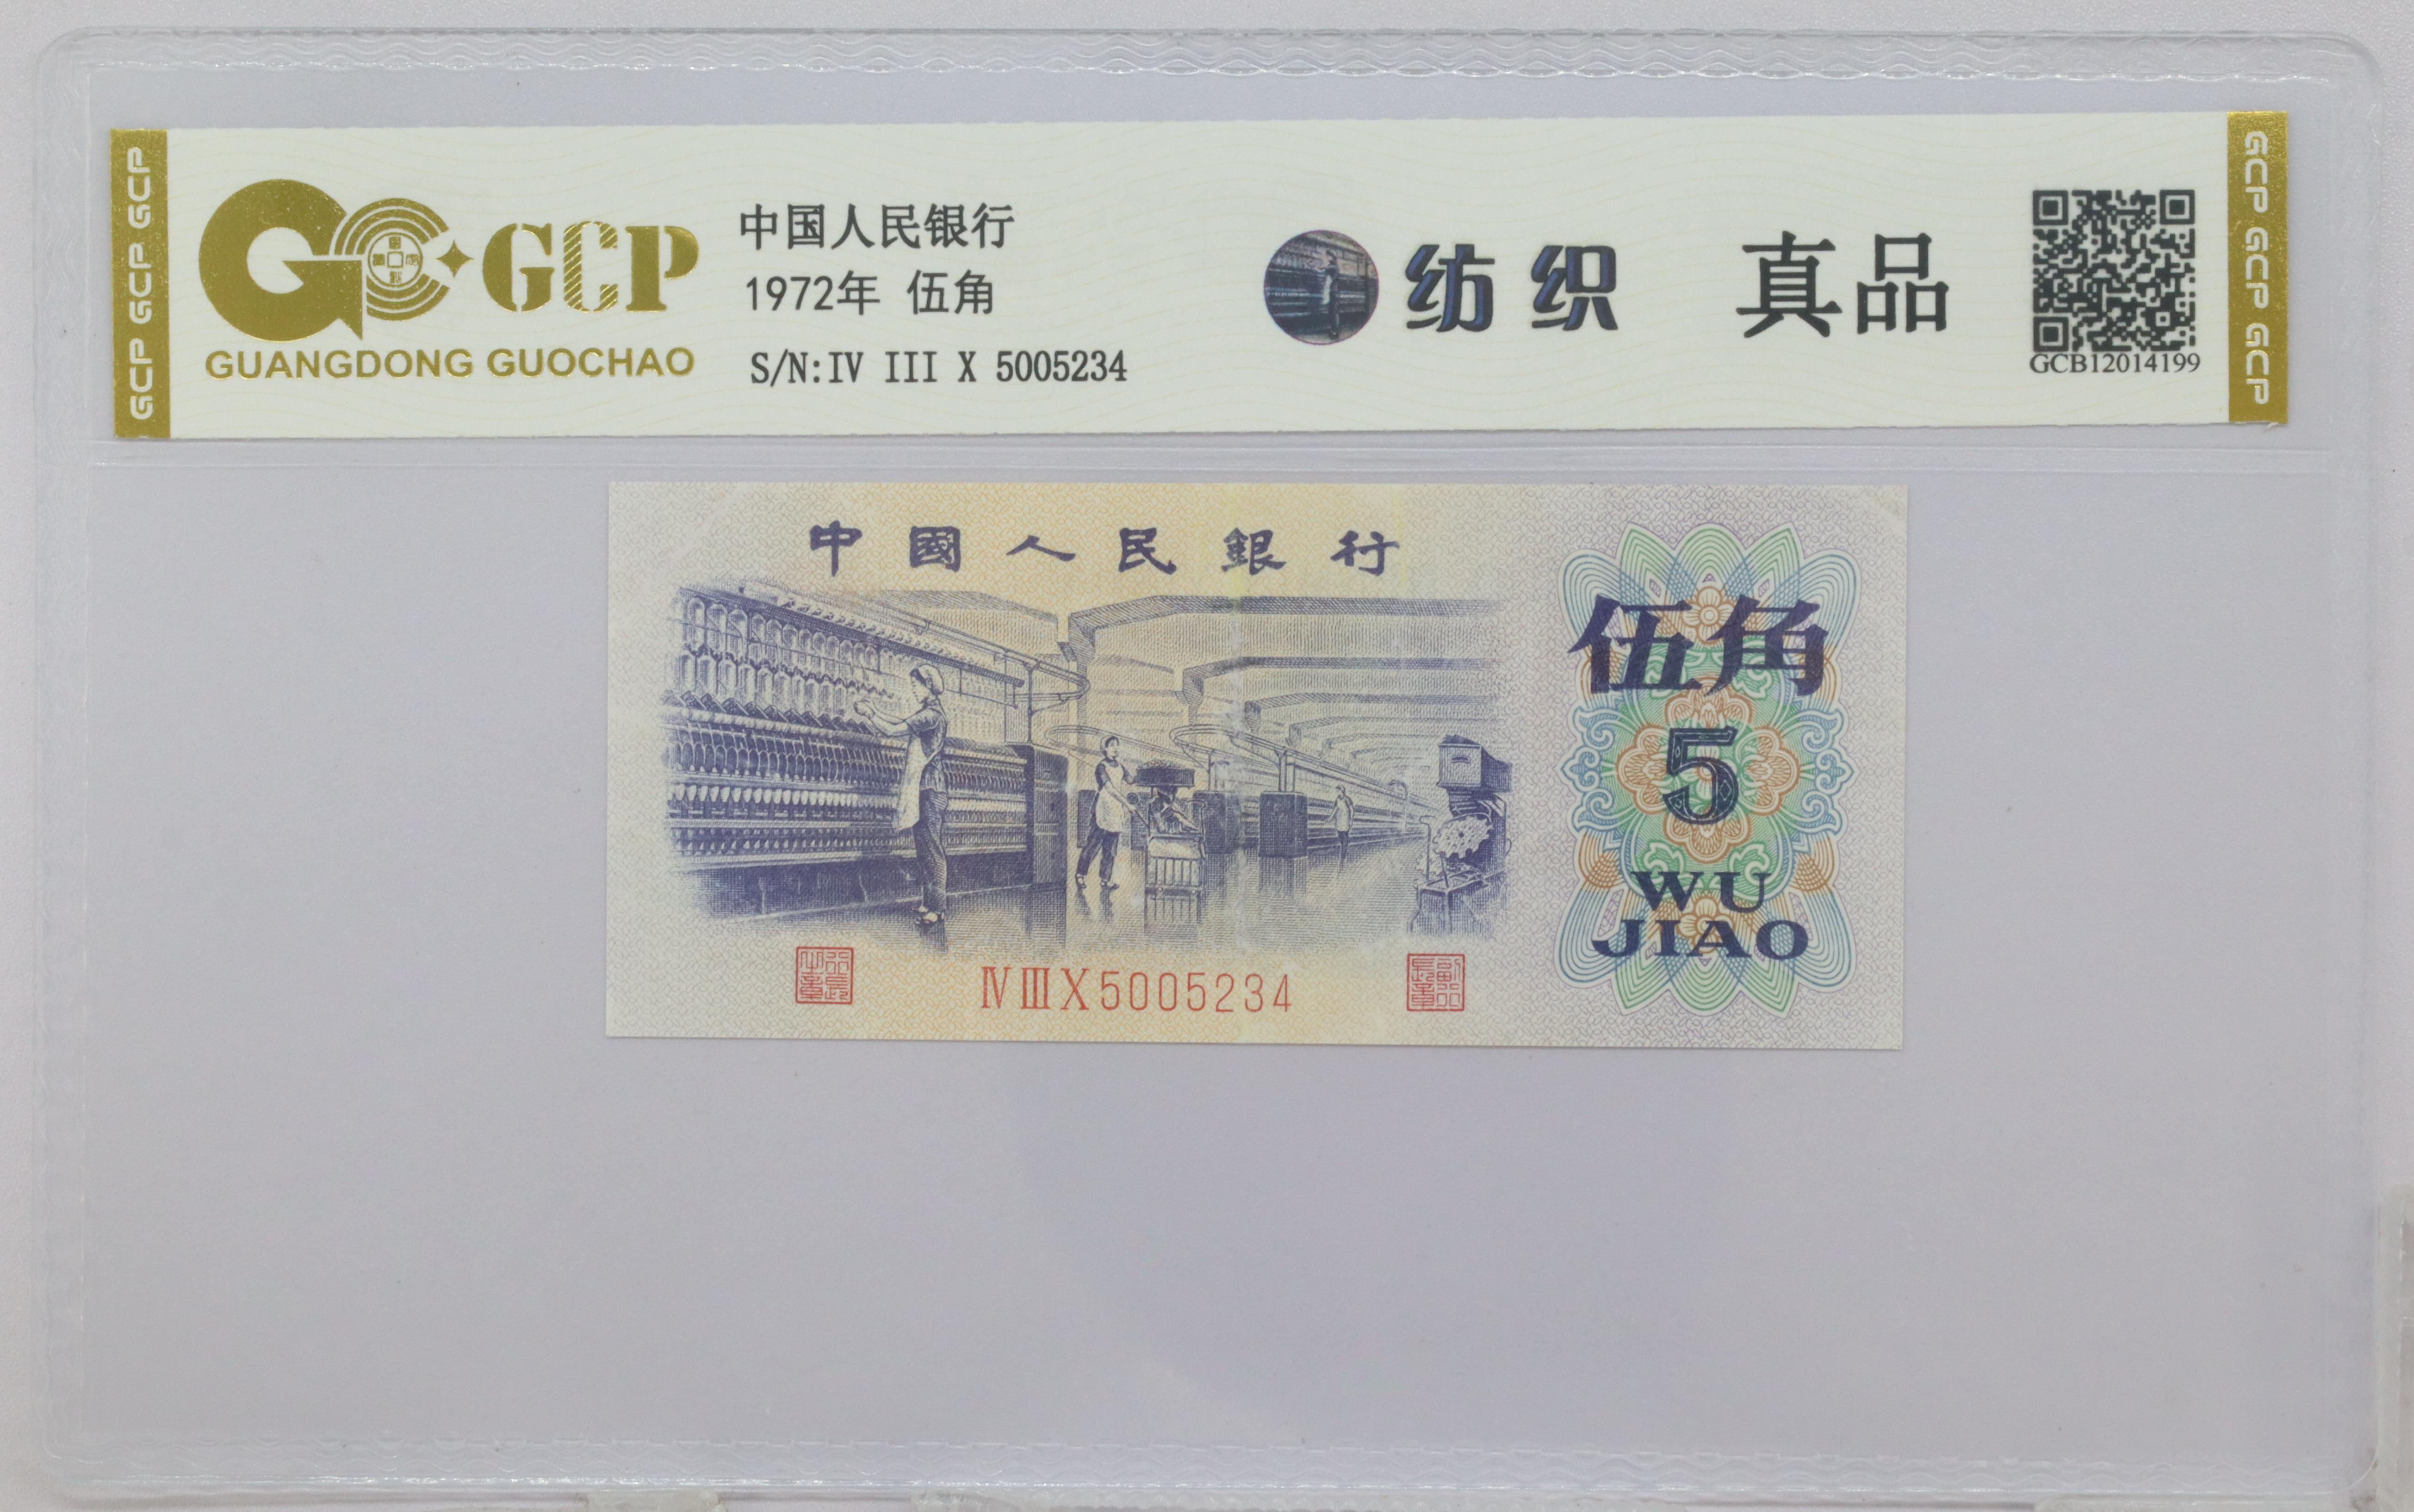 GCP GCP GCP
GCP
GUANGDONG GUOCHAO
中国人民银行
1972年 伍角
S/N:IV III X 5005234
纺织
真品
GCB12014199
GCP GCP GCP
中國人民銀行
伍角
5
WU
JIAO
ⅣⅢX5005234